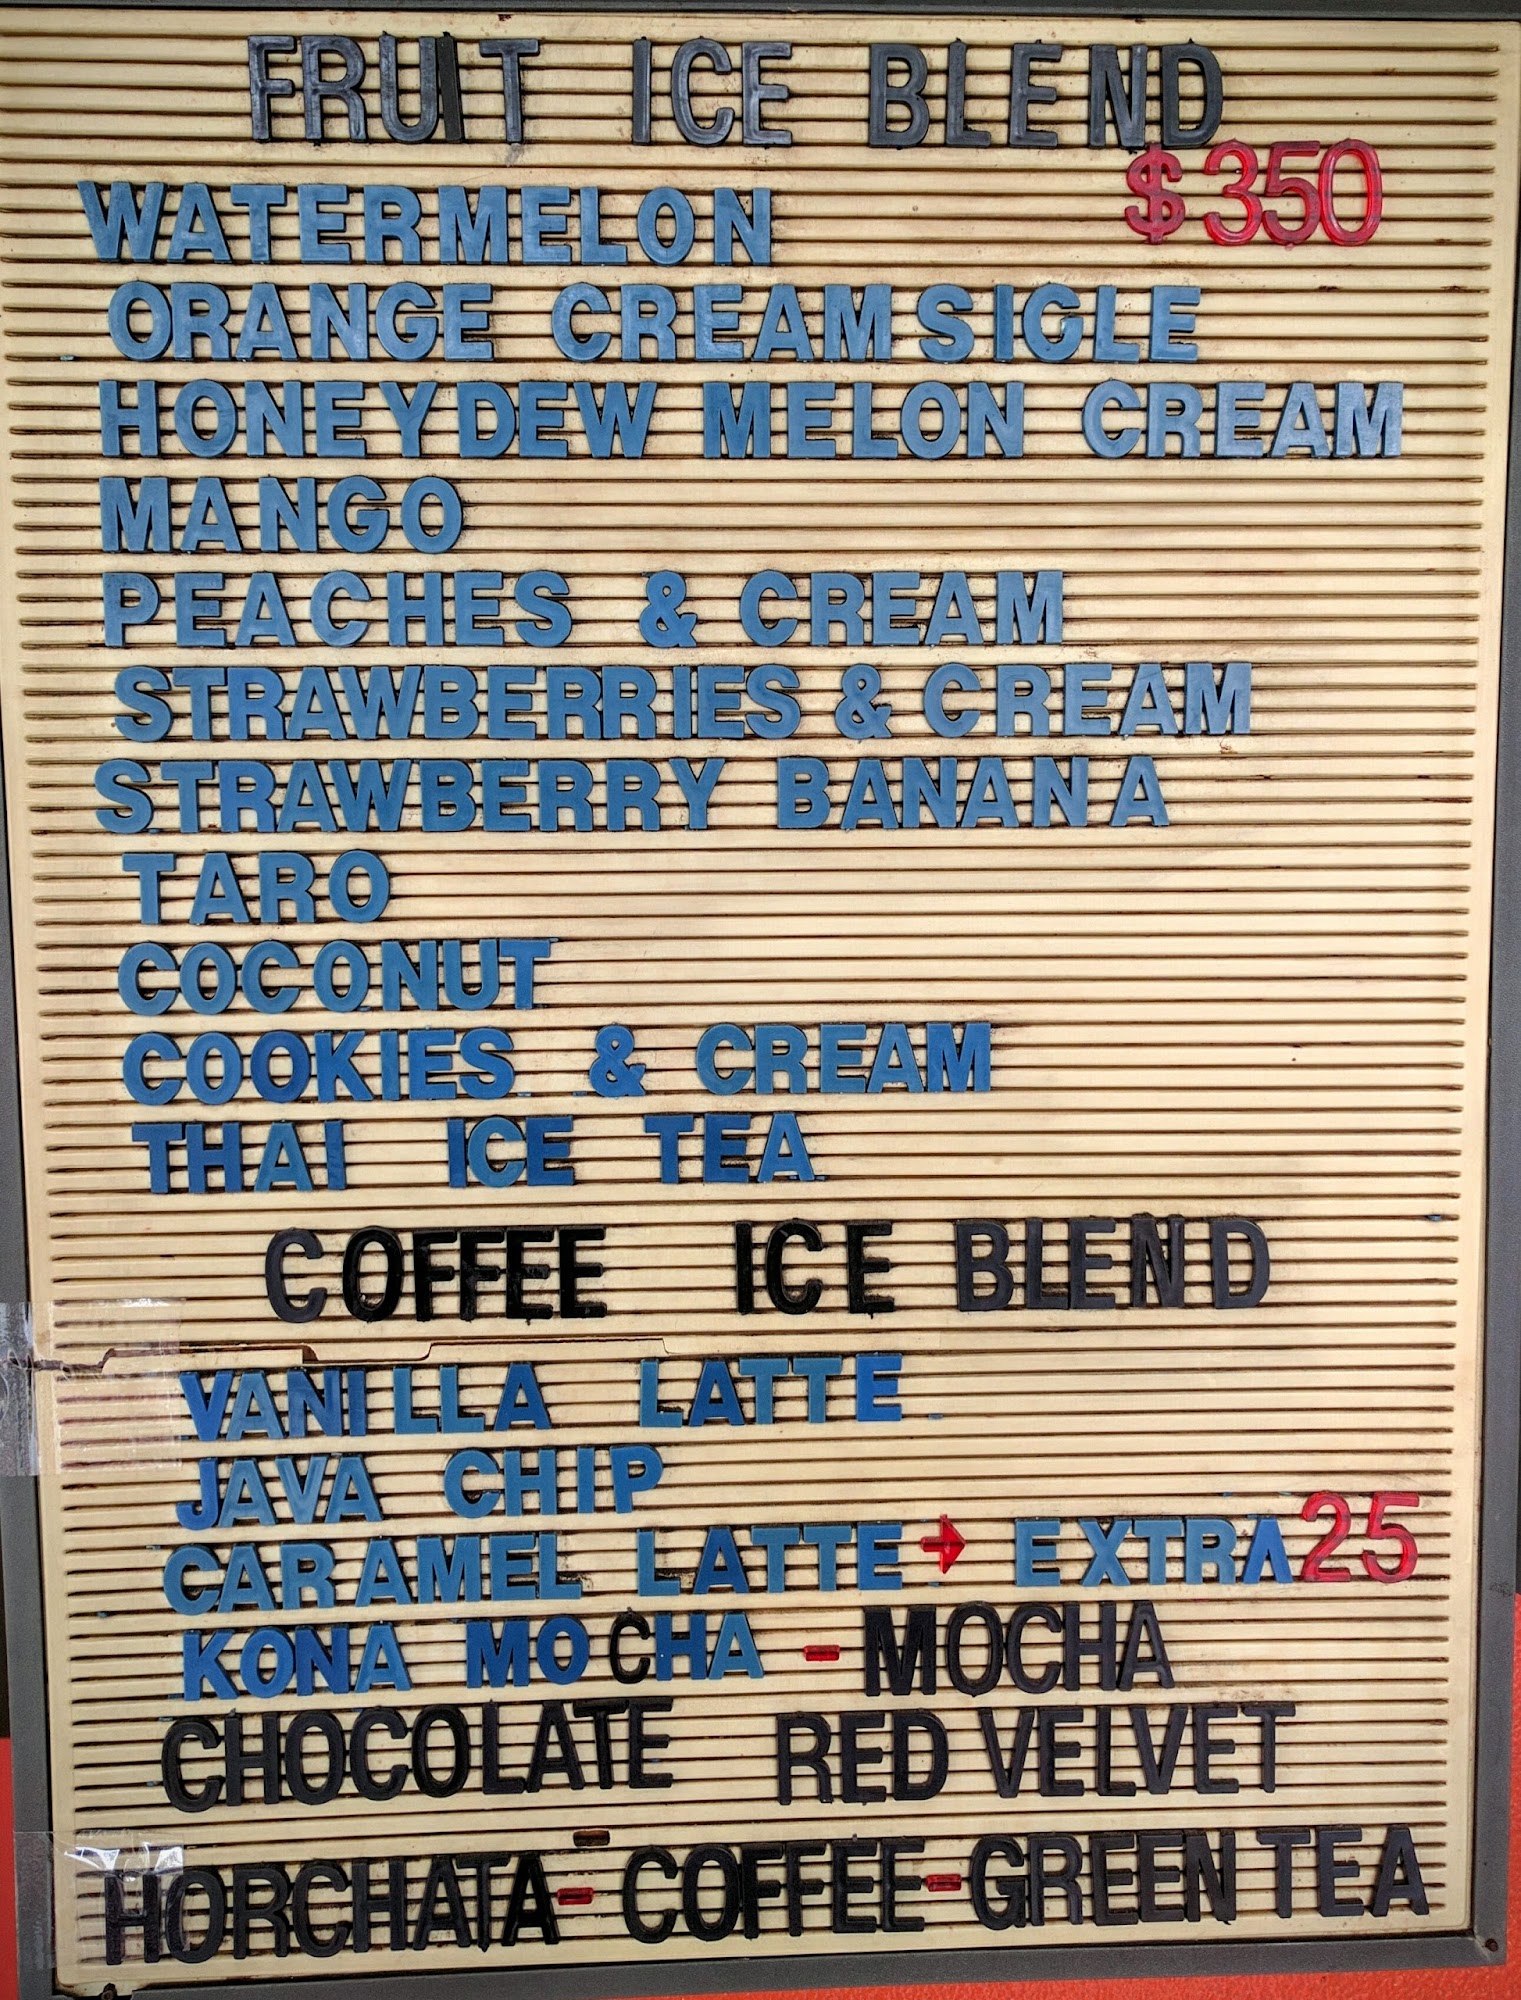 FRUIT ICE BLEND
$350
WATERMELON
ORANGE CREAMSIGLE
HONEYDEW MELON CREAM
MANGO
PEACHES & CREAM
STRAWBERRIES & CREAM
STRAWBERRY BANANA
TARO
COCONUT
COOKIES & CREAM
THAI ICE TEA
COFFEE ICE BLEND
VANILLA LATTE
JAVA CHIP
CARAMEL LATTE → EXTRA 25
KONA MOCHA - MOCHA
CHOCOLATE RED VELVET
HORCHATA - COFFEE - GREEN TEA